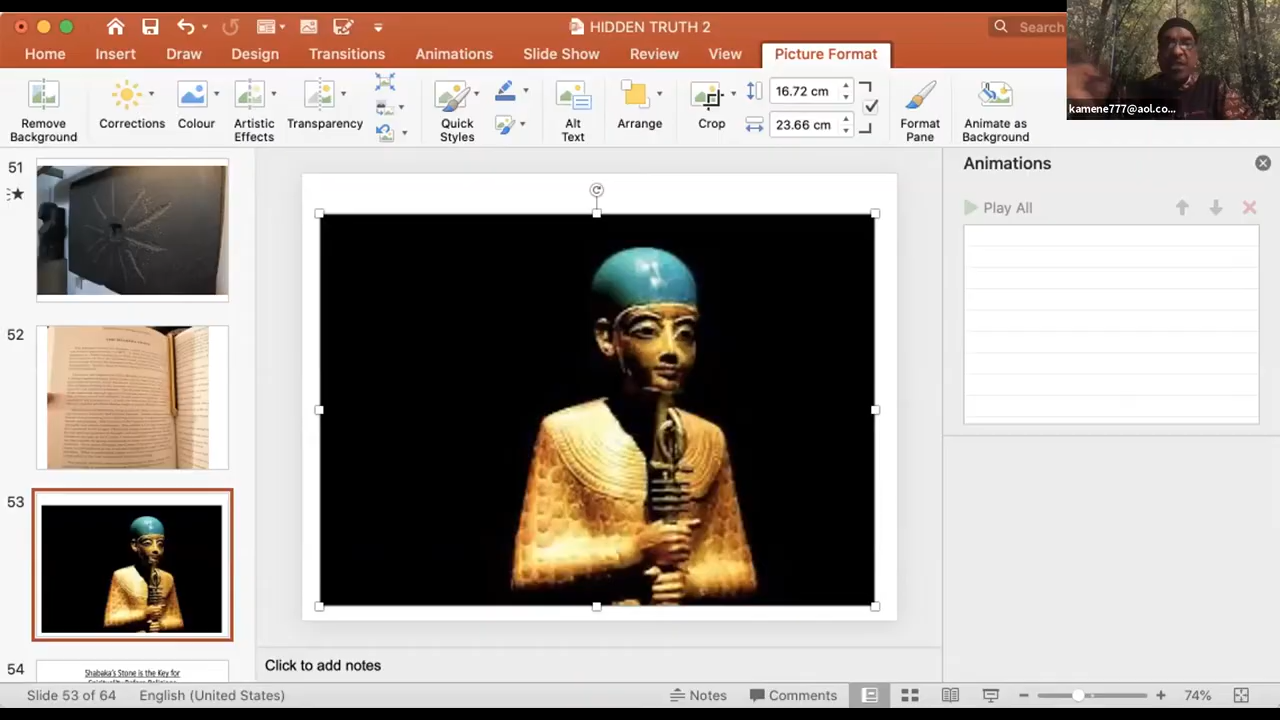 HIDDEN TRUTH 2
Search
Home
Insert
Draw
Design
Transitions
Animations
Slide Show
Review
View
Picture Format
Remove
Background
Corrections
Colour
Artistic
Effects
Transparency
Quick
Styles
Alt
Text
Arrange
Crop
16.72 cm
23.66 cm
Format
Pane
Animate as
Background
kamene777@aol.co...
51
52
53
54
Shabaka's Stone is the Key for
Animations
Play All
Click to add notes
Slide 53 of 64
English (United States)
Notes
Comments
74%